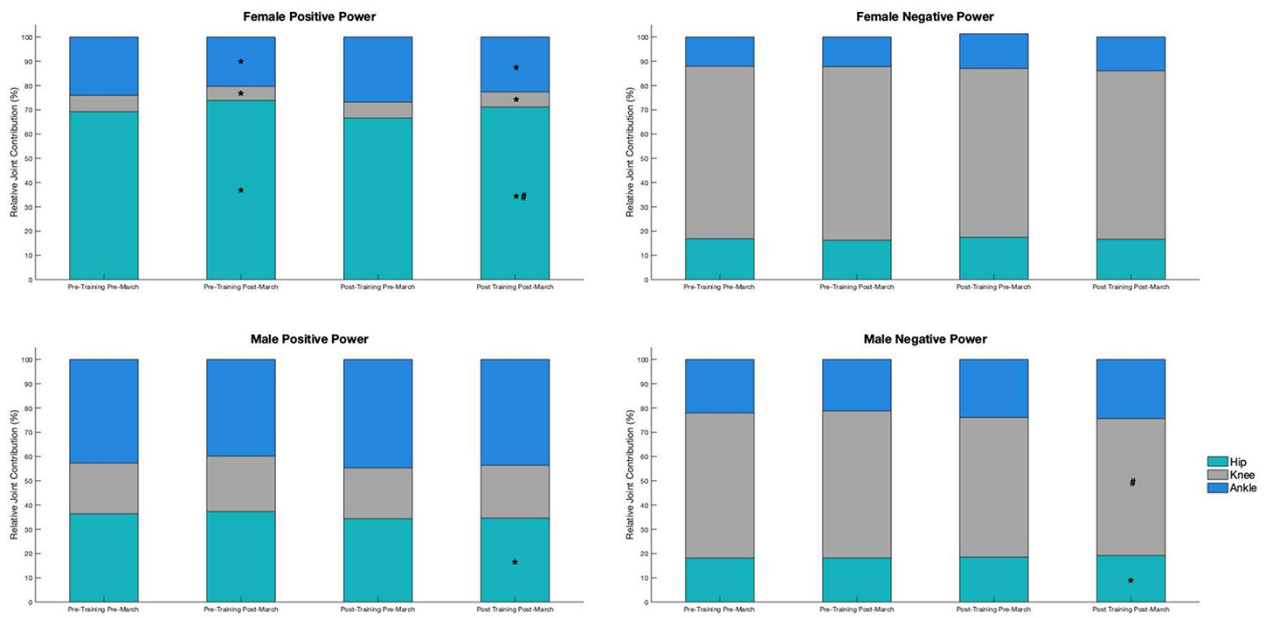 Female Positive Power
Relative Joint Contribution (%)
100
90
80
70
60
50
40
30
20
10
0
*
*
*
*
*
*#
Pre-Training Pre-March
Pre-Training Post-March
Post-Training Pre-March
Post Training Post-March
Female Negative Power
Relative Joint Contribution (%)
100
90
80
70
60
50
40
30
20
10
0
Pre-Training Pre-March
Pre-Training Post-March
Post-Training Pre-March
Post Training Post-March
Male Positive Power
Relative Joint Contribution (%)
100
90
80
70
60
50
40
30
20
10
0
*
Pre-Training Pre-March
Pre-Training Post-March
Post-Training Pre-March
Post Training Post-March
Male Negative Power
Relative Joint Contribution (%)
100
90
80
70
60
50
40
30
20
10
0
#
*
Pre-Training Pre-March
Pre-Training Post-March
Post-Training Pre-March
Post Training Post-March
Hip
Knee
Ankle